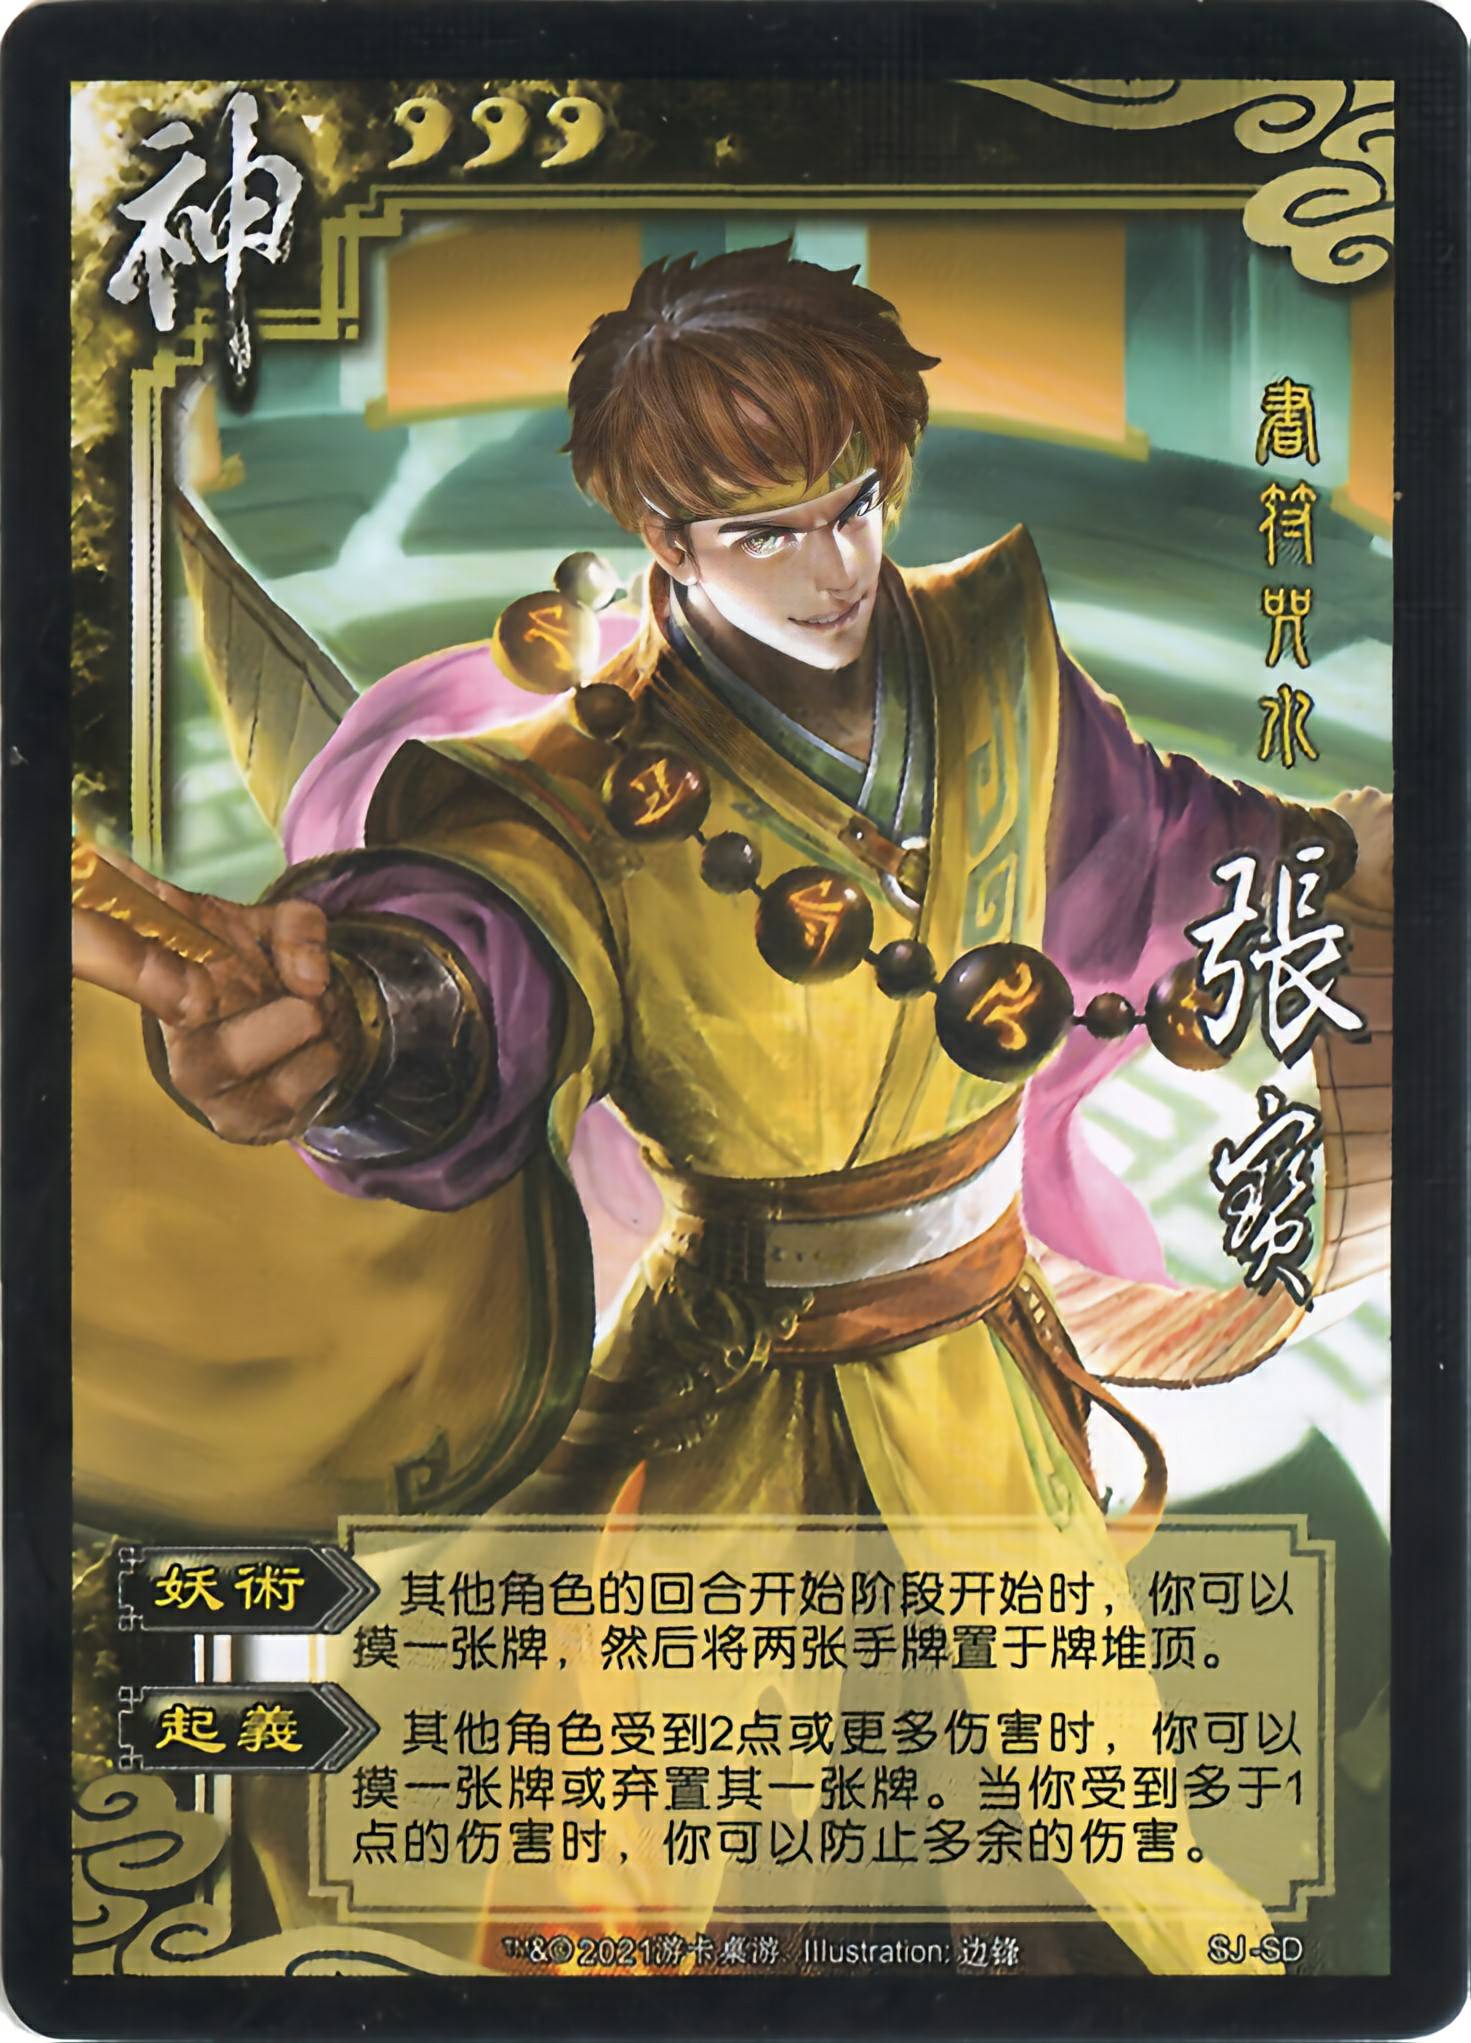 神
書符咒水
張寶
妖術
其他角色的回合开始阶段开始时，你可以
摸一张牌，然后将两张手牌置于牌堆顶。
起義
其他角色受到2点或更多伤害时，你可以
摸一张牌或弃置其一张牌。当你受到多于1
点的伤害时，你可以防止多余的伤害。
™&©2021游卡桌游. Illustration: 边锋
SJ-SD